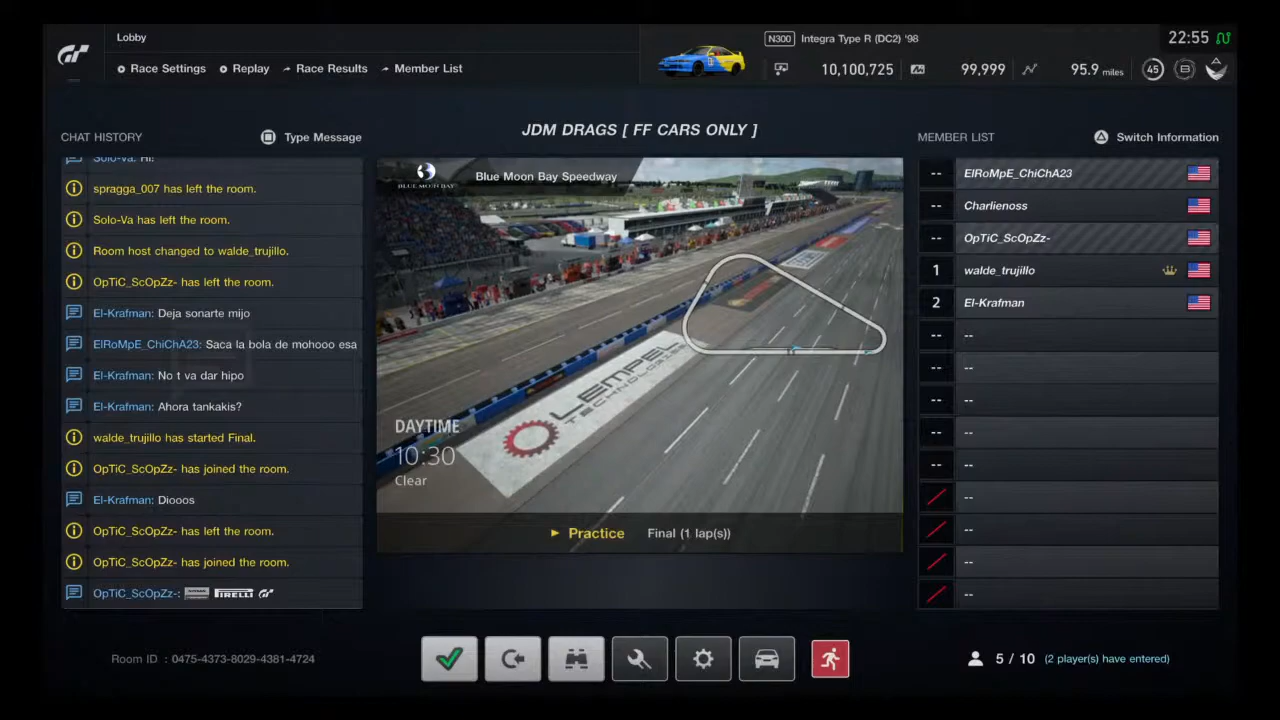 Lobby
Race Settings Replay Race Results Member List
N300 Integra Type R (DC2) '98
10,100,725 99,999 95.9 miles 45 B
22:55
CHAT HISTORY Type Message
Solo-Va: Hi!
spragga_007 has left the room.
Solo-Va has left the room.
Room host changed to walde_trujillo.
OpTiC_ScOpZz- has left the room.
El-Krafman: Deja sonarte mijo
ElRoMpE_ChiChA23: Saca la bola de mohooo esa
El-Krafman: No t va dar hipo
El-Krafman: Ahora tankakis?
walde_trujillo has started Final.
OpTiC_ScOpZz- has joined the room.
El-Krafman: Diooos
OpTiC_ScOpZz- has left the room.
OpTiC_ScOpZz- has joined the room.
OpTiC_ScOpZz-: PIRELLI
JDM DRAGS [ FF CARS ONLY ]
BLUE MOON BAY Blue Moon Bay Speedway
LEMPEL
TECHNOLOGIES
DAYTIME
10:30
Clear
Practice Final (1 lap(s))
MEMBER LIST Switch Information
-- ElRoMpE_ChiChA23
-- Charlienoss
-- OpTiC_ScOpZz-
1 walde_trujillo
2 El-Krafman
-- --
-- --
-- --
-- --
-- --
--
--
--
--
Room ID : 0475-4373-8029-4381-4724
5 / 10 (2 player(s) have entered)